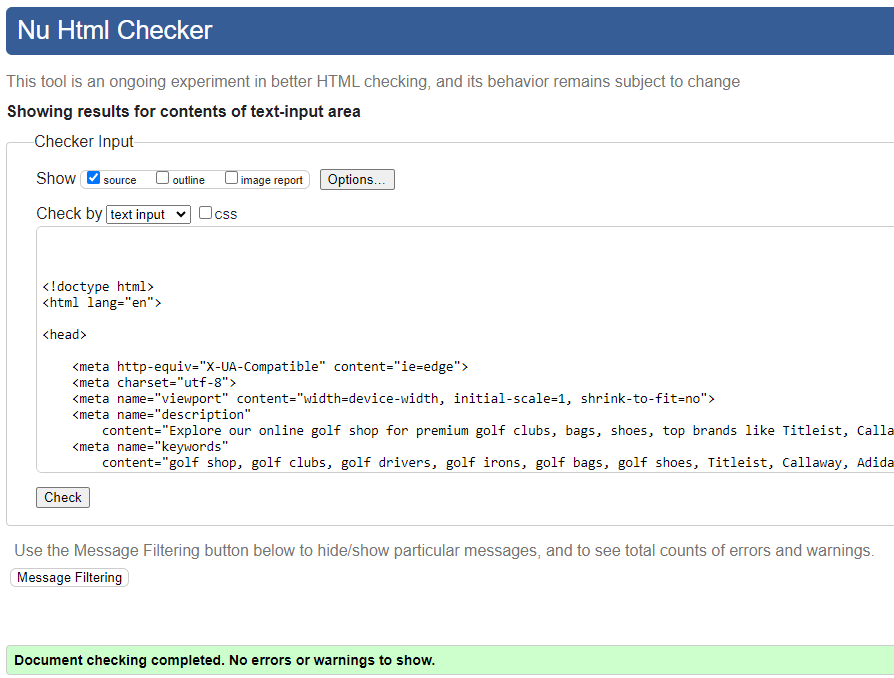 Nu Html Checker
This tool is an ongoing experiment in better HTML checking, and its behavior remains subject to change
Showing results for contents of text-input area
Checker Input
Show source outline image report Options...
Check by text input css
<!doctype html>
<html lang="en">
<head>
<meta http-equiv="X-UA-Compatible" content="ie=edge">
<meta charset="utf-8">
<meta name="viewport" content="width=device-width, initial-scale=1, shrink-to-fit=no">
<meta name="description"
content="Explore our online golf shop for premium golf clubs, bags, shoes, top brands like Titleist, Calla
<meta name="keywords"
content="golf shop, golf clubs, golf drivers, golf irons, golf bags, golf shoes, Titleist, Callaway, Adida
Check
Use the Message Filtering button below to hide/show particular messages, and to see total counts of errors and warnings.
Message Filtering
Document checking completed. No errors or warnings to show.